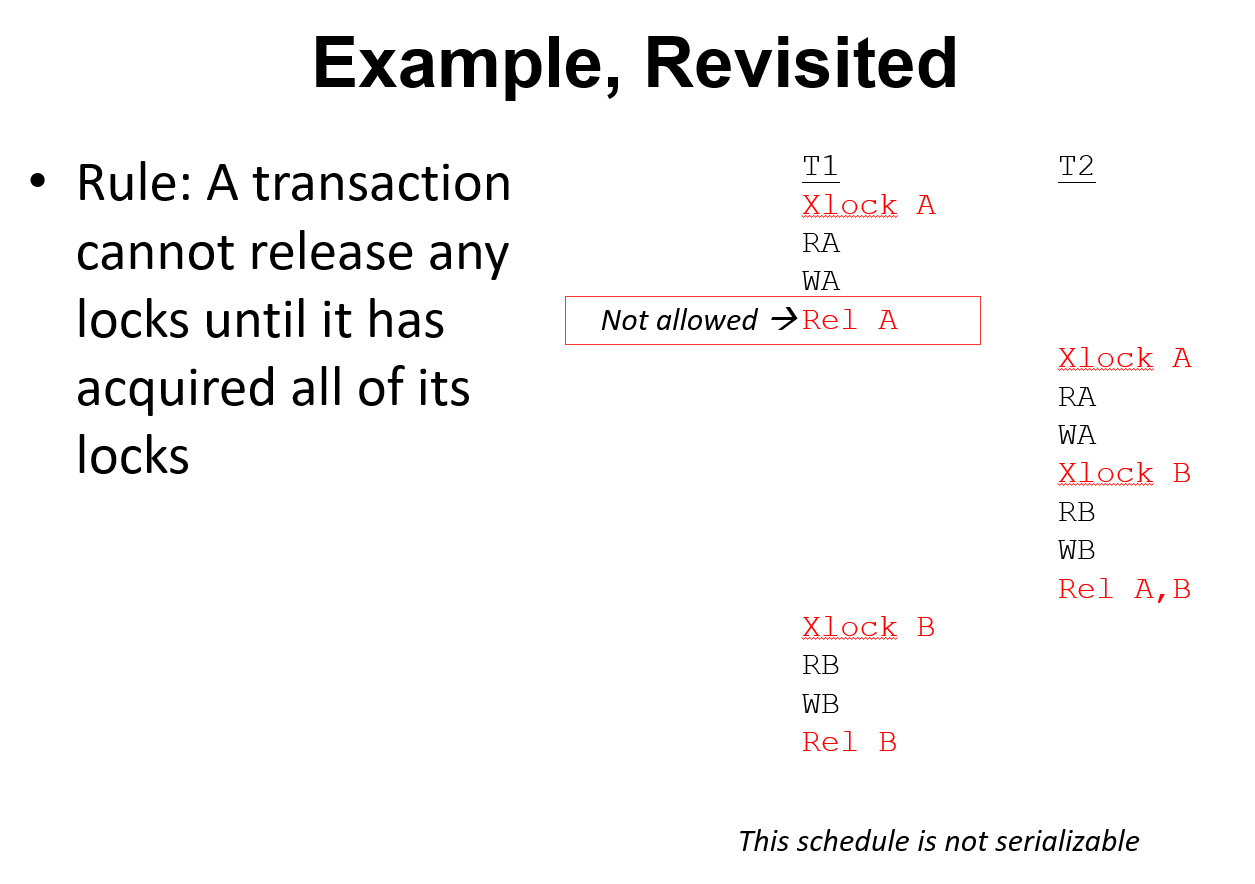 Example, Revisited
• Rule: A transaction
cannot release any
locks until it has
acquired all of its
locks
T1 T2
Xlock A
RA
WA
Not allowed → Rel A
Xlock A
RA
WA
Xlock B
RB
WB
Rel A,B
Xlock B
RB
WB
Rel B
This schedule is not serializable